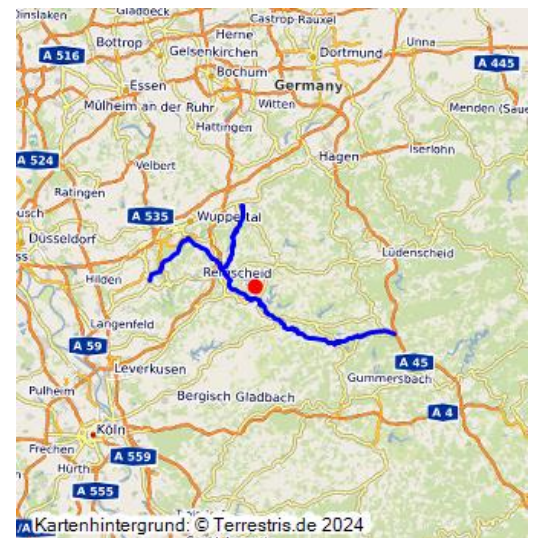 Dinslaken
Gladbeck
Castrop-Rauxel
Herne
Bottrop
Unna
A 516
Gelsenkirchen
Dortmund
A 445
Bochum
Essen
Germany
Mülheim an der Ruhr
Witten
Menden (Saue
Hattingen
Hagen
Iserlohn
A 524
Velbert
Ratingen
usch
A 535
Wuppertal
Düsseldorf
ss
Lüdenscheid
Hilden
Remscheid
Langenfeld
A 59
A 45
Leverkusen
Gummersbach
Pulheim
Bergisch Gladbach
A 4
Köln
Frechen
A 559
Hürth
A 555
Kartenhintergrund: © Terrestris.de 2024